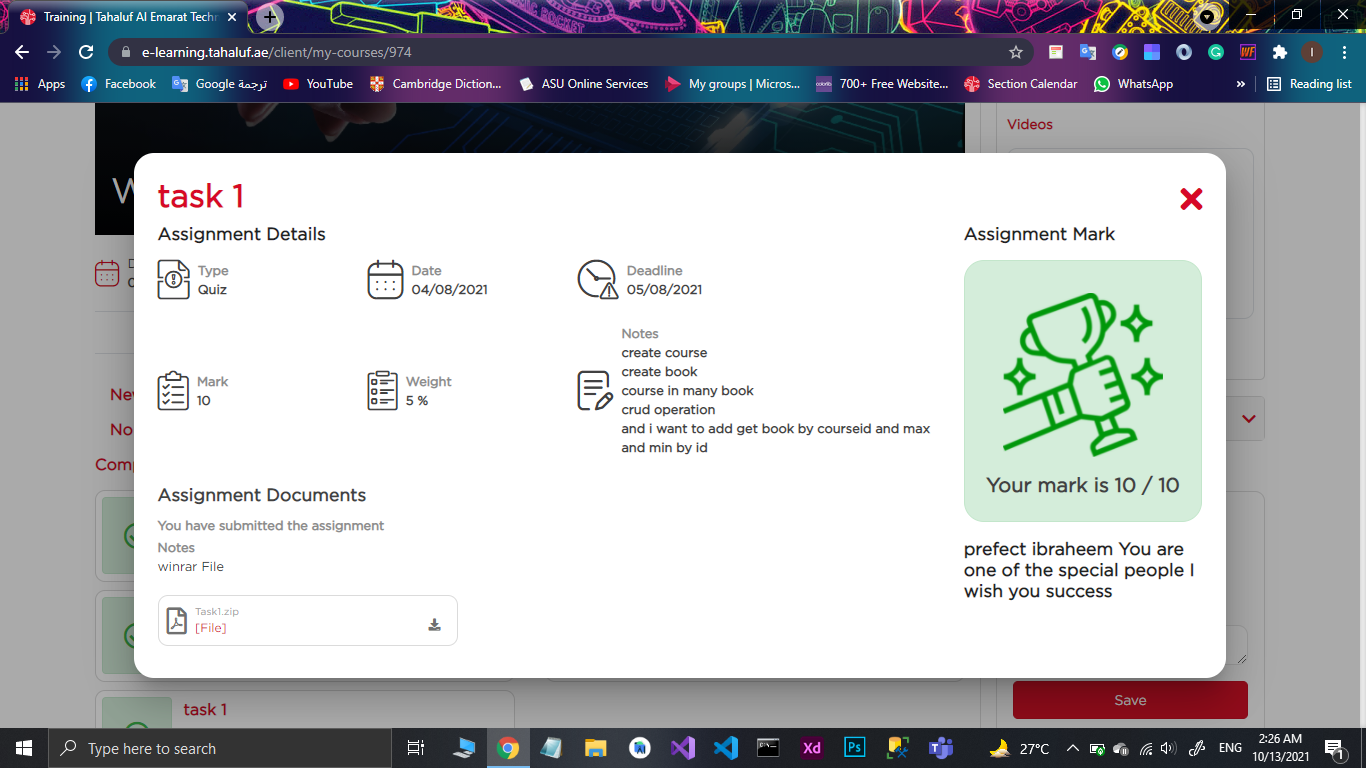 Training | Tahaluf Al Emarat Techn
e-learning.tahaluf.ae/client/my-courses/974
I
Apps
Facebook
Google ترجمة
YouTube
Cambridge Diction...
ASU Online Services
My groups | Micros...
700+ Free Website...
Section Calendar
WhatsApp
»
Reading list
Videos
W
task 1
Assignment Details
Assignment Mark
Type
Quiz
Date
04/08/2021
Deadline
05/08/2021
Mark
10
Weight
5 %
Notes
create course
create book
course in many book
crud operation
and i want to add get book by courseid and max
and min by id
Your mark is 10 / 10
prefect ibraheem You are
one of the special people I
wish you success
Assignment Documents
You have submitted the assignment
Notes
winrar File
Task1.zip
[File]
New
No
Comp
task 1
Save
Type here to search
Xd
Ps
27°C
ENG
2:26 AM
10/13/2021
1